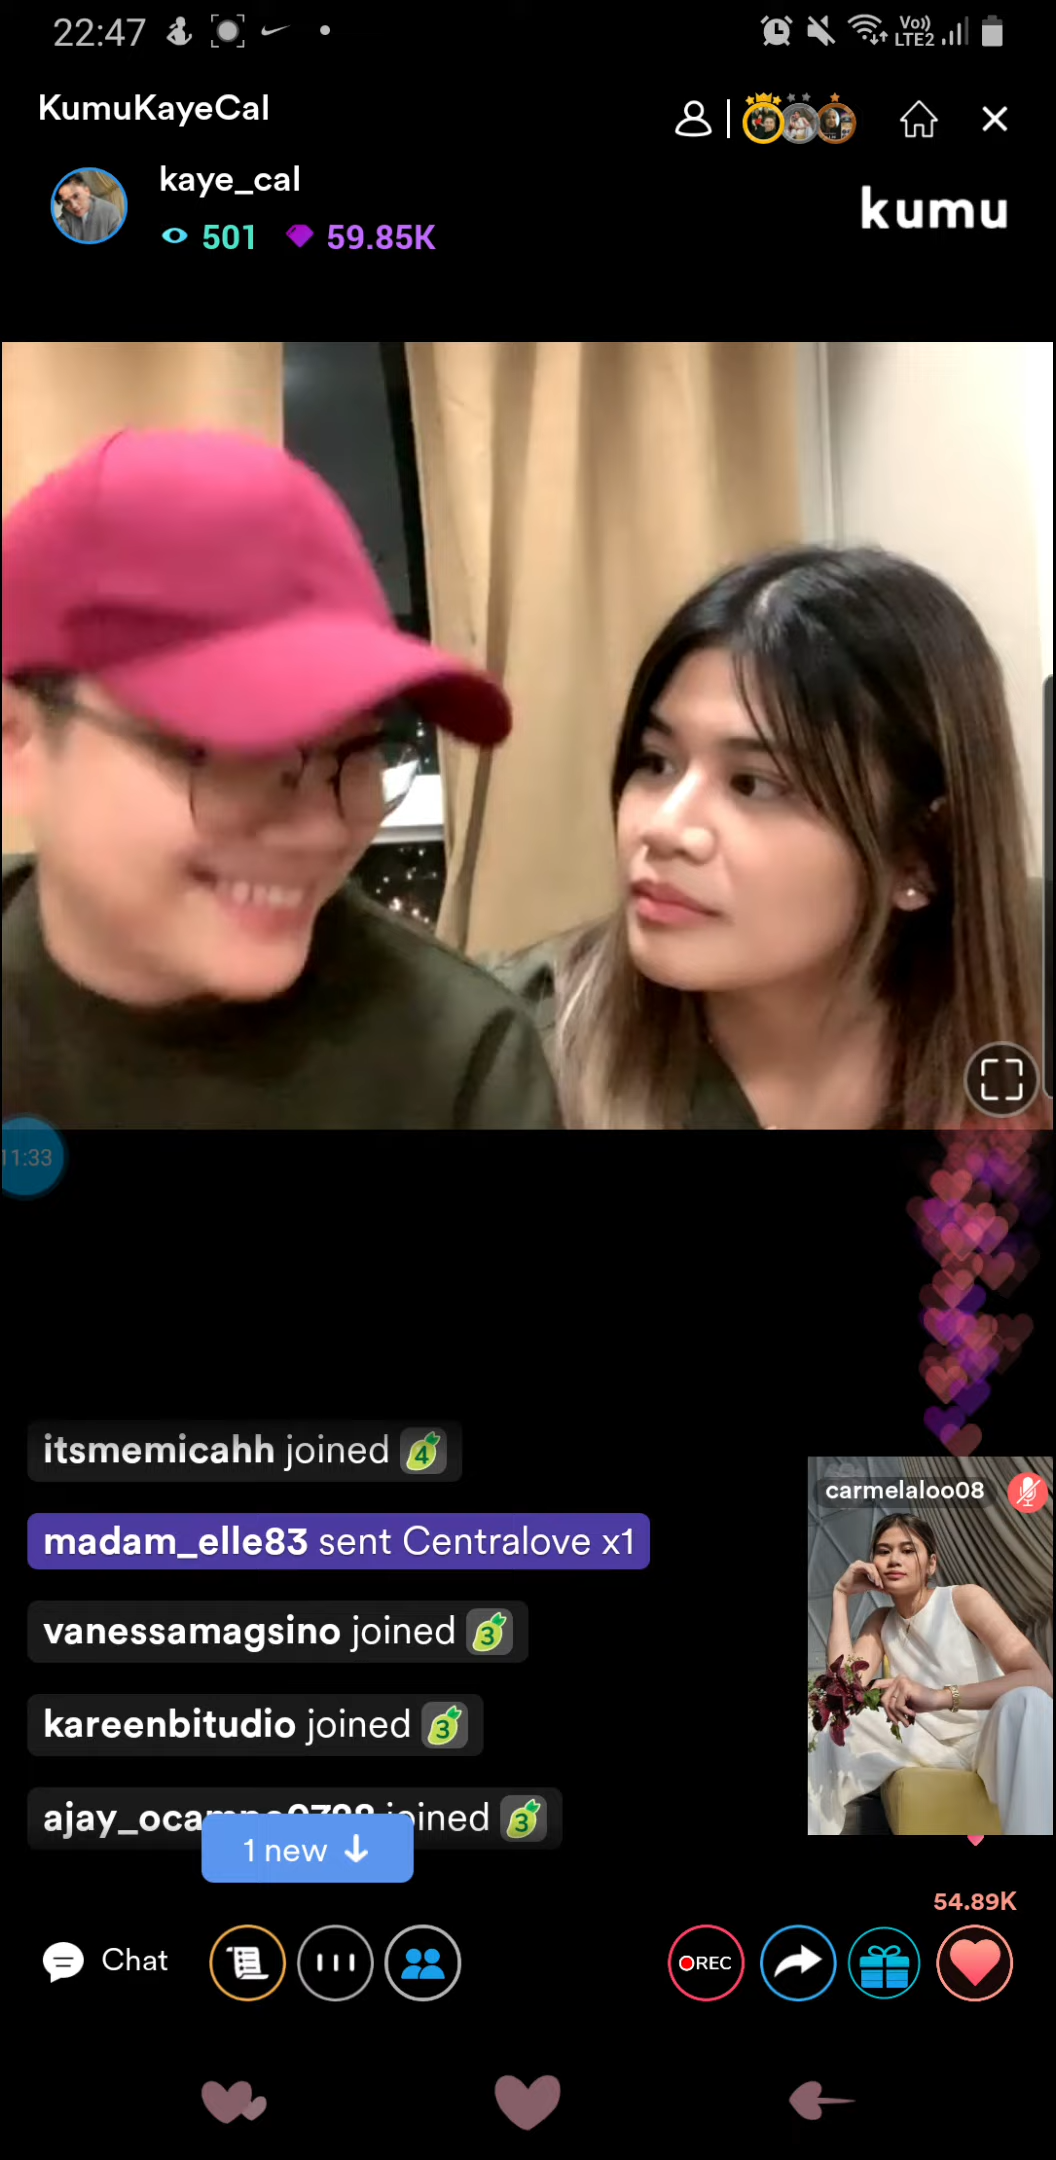 22:47
Vo))
LTE2
KumuKayeCal
kaye_cal
501 59.85K
kumu
11:33
itsmemicahh joined 4
carmelaloo08
madam_elle83 sent Centralove x1
vanessamagsino joined 3
kareenbitudio joined 3
joined 3
1 new
54.89K
Chat
REC